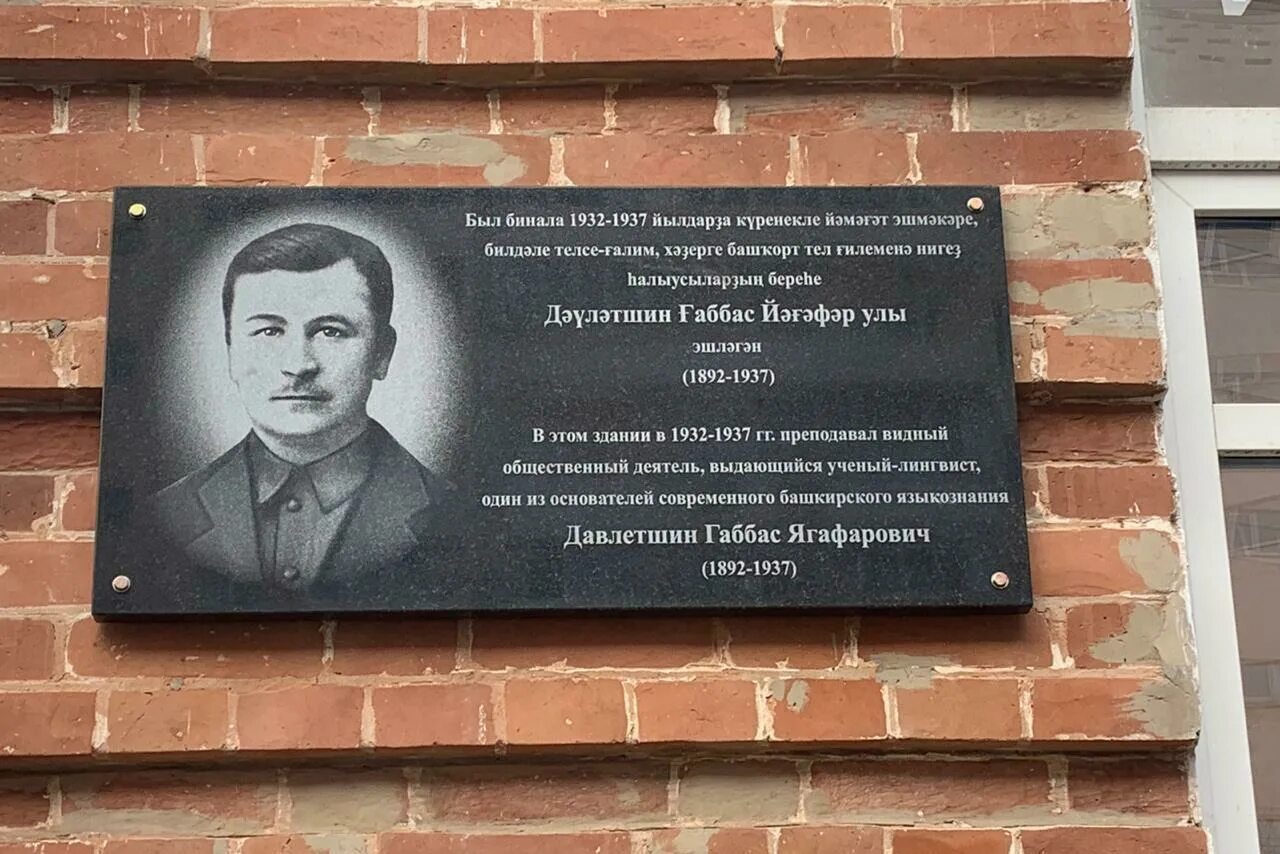 Был бинала 1932-1937 йылдарҙа күренекле йәмәғәт эшмәкәре,
билдәле телсе-ғалим, хәҙерге башҡорт тел ғилеменә нигеҙ
һалыусыларҙың береһе
Дәүләтшин Ғаббас Йәғәфәр улы
эшләгән
(1892-1937)
В этом здании в 1932-1937 гг. преподавал видный
общественный деятель, выдающийся ученый-лингвист,
один из основателей современного башкирского языкознания
Давлетшин Габбас Ягафарович
(1892-1937)